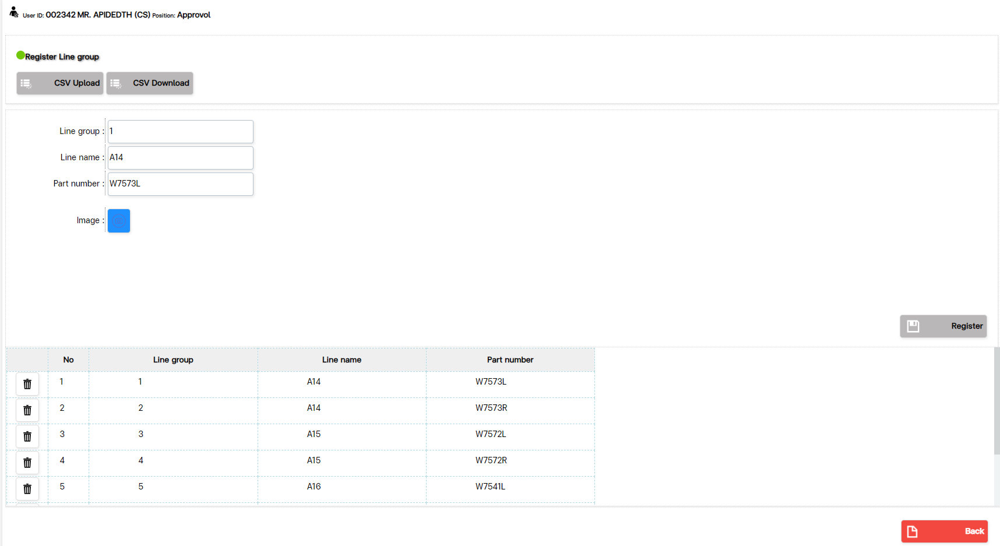 User ID: 002342 MR. APIDEDTH (CS) Position: Approvol
Register Line group
CSV Upload CSV Download
Line group : 1
Line name : A14
Part number : W7573L
Image :
Register
No Line group Line name Part number
1 1 A14 W7573L
2 2 A14 W7573R
3 3 A15 W7572L
4 4 A15 W7572R
5 5 A16 W7541L
Back